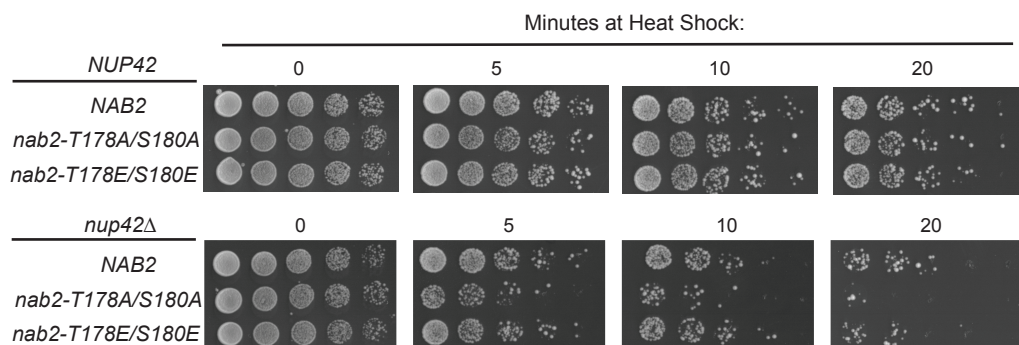 Minutes at Heat Shock:
NUP42 0 5 10 20
NAB2
nab2-T178A/S180A
nab2-T178E/S180E
nup42Δ 0 5 10 20
NAB2
nab2-T178A/S180A
nab2-T178E/S180E